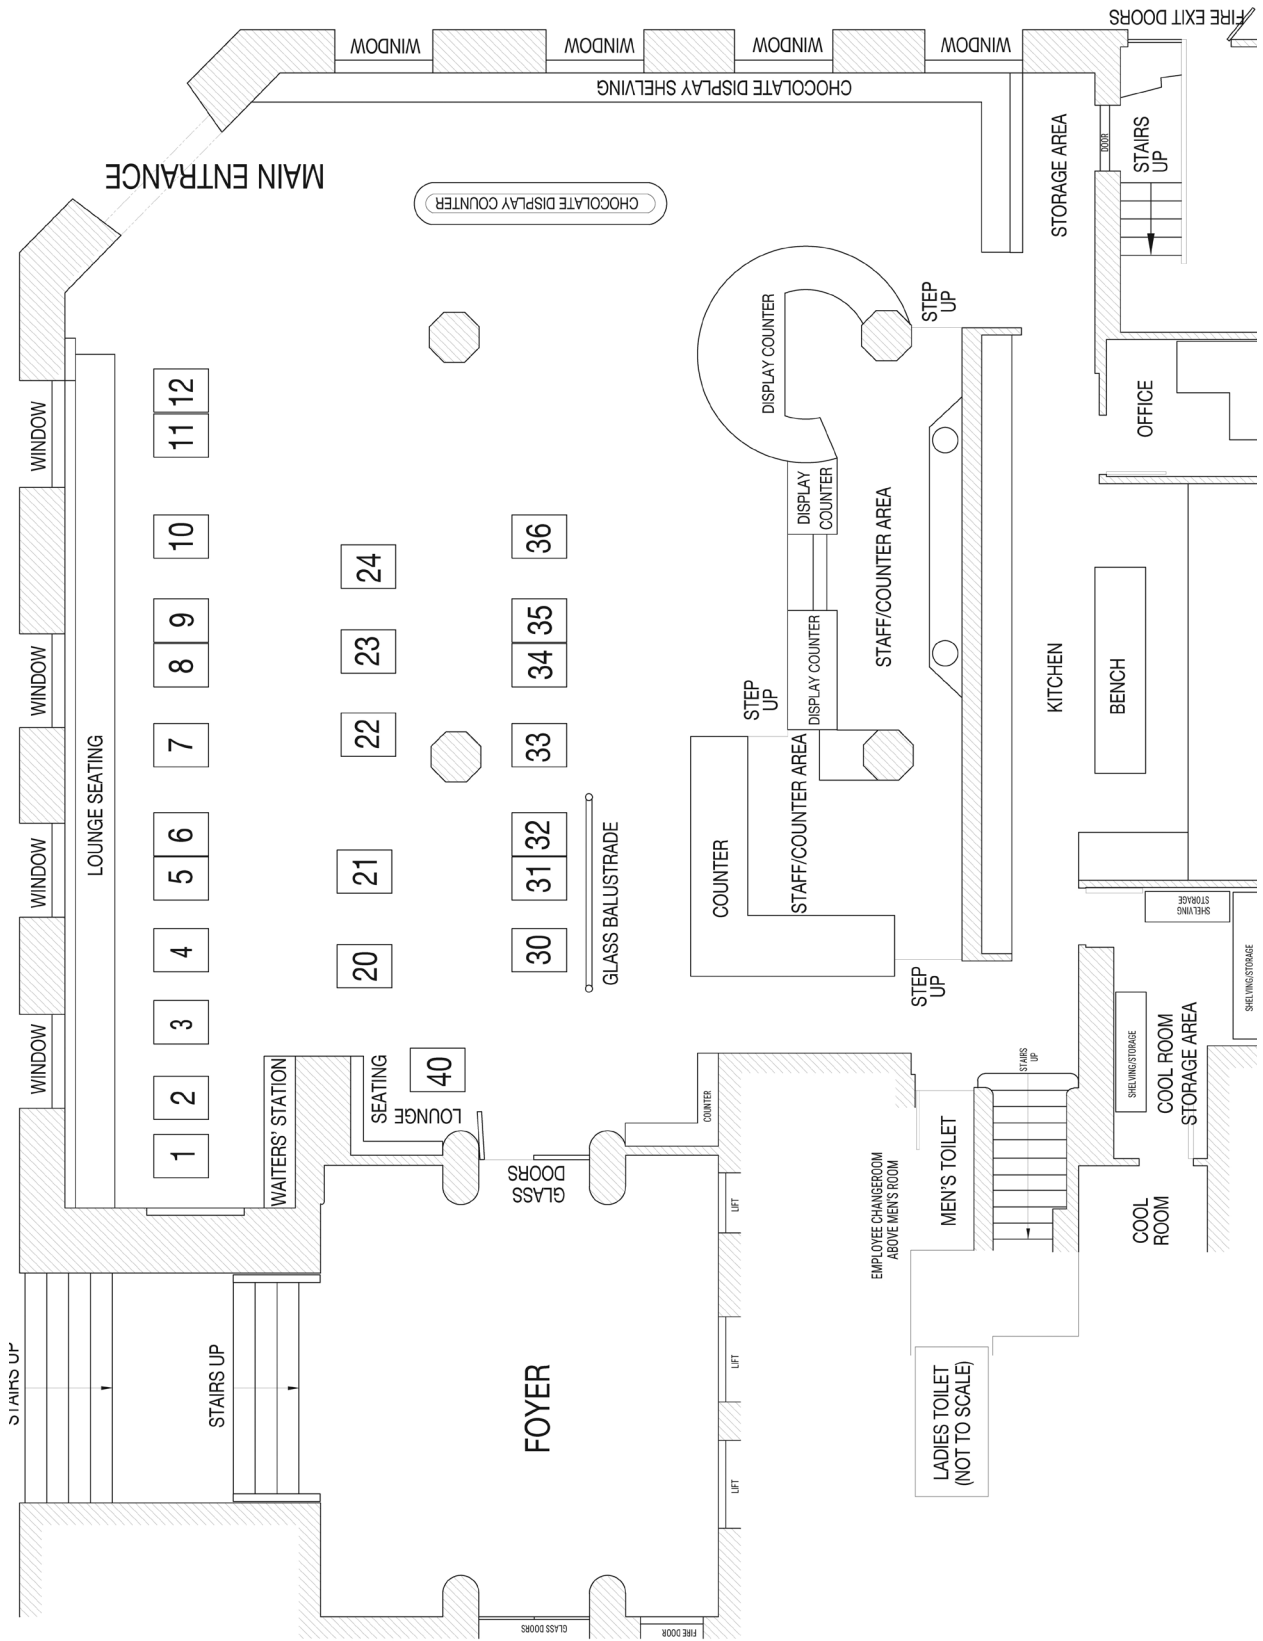 FIRE EXIT DOORS
WINDOW
WINDOW
WINDOW
WINDOW
CHOCOLATE DISPLAY SHELVING
MAIN ENTRANCE
CHOCOLATE DISPLAY COUNTER
STORAGE AREA
DOOR
STAIRS
UP
STEP
UP
DISPLAY COUNTER
OFFICE
WINDOW
12
11
10
9
8
7
6
5
4
3
2
1
WINDOW
WINDOW
WINDOW
LOUNGE SEATING
24
23
22
21
20
36
35
34
33
32
31
30
GLASS BALUSTRADE
DISPLAY
COUNTER
STAFF/COUNTER AREA
DISPLAY COUNTER
STEP
UP
STAFF/COUNTER AREA
COUNTER
STEP
UP
KITCHEN
BENCH
SHELVING
STORAGE
SHELVING/STORAGE
SHELVING/STORAGE
COOL ROOM
STORAGE AREA
COOL
ROOM
STAIRS
UP
MEN'S TOILET
EMPLOYEE CHANGEROOM
ABOVE MEN'S ROOM
LADIES TOILET
(NOT TO SCALE)
WAITERS' STATION
LOUNGE
SEATING
40
COUNTER
GLASS
DOORS
LIFT
LIFT
LIFT
FOYER
STAIRS UP
STAIRS UP
GLASS DOORS
FIRE DOOR